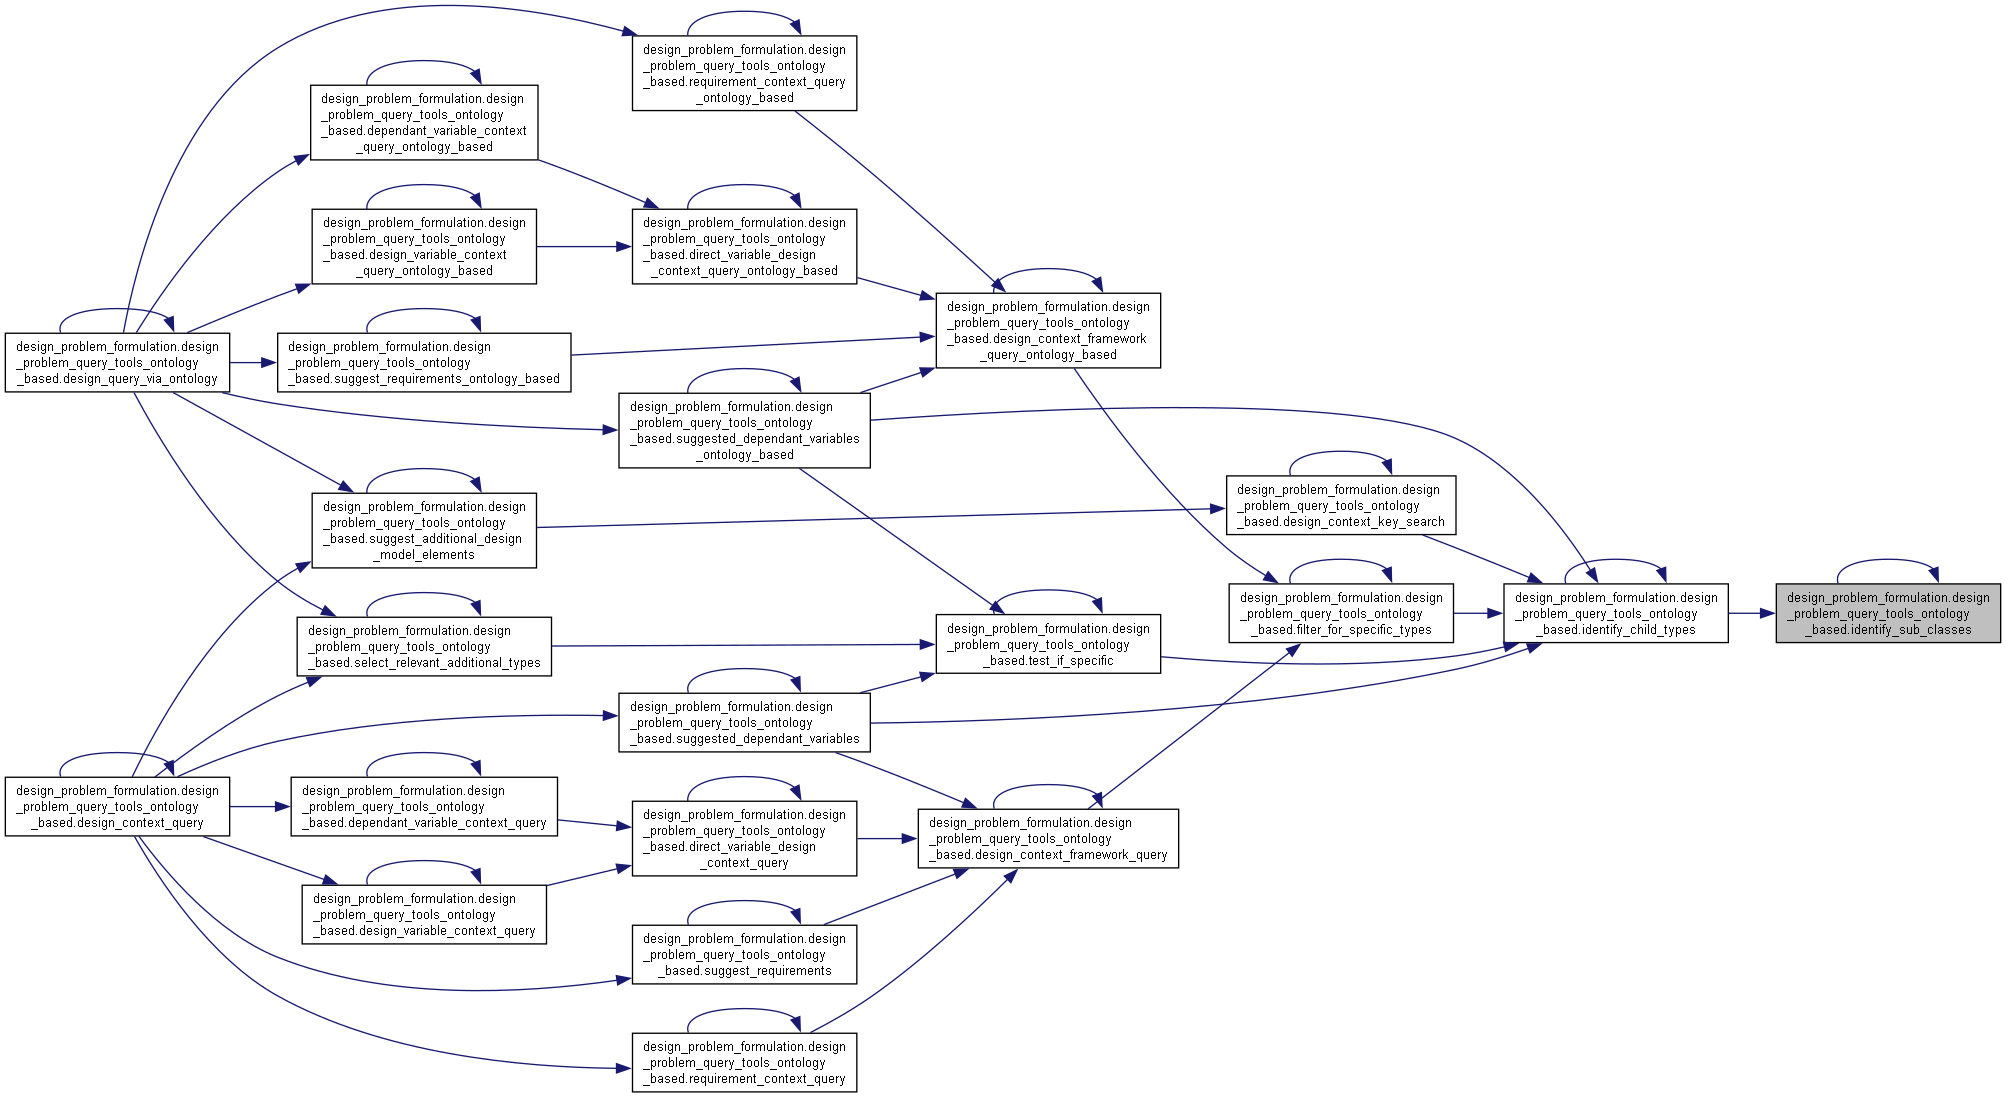 design_problem_formulation.design
_problem_query_tools_ontology
_based.requirement_context_query
_ontology_based
design_problem_formulation.design
_problem_query_tools_ontology
_based.dependant_variable_context
_query_ontology_based
design_problem_formulation.design
_problem_query_tools_ontology
_based.design_variable_context
_query_ontology_based
design_problem_formulation.design
_problem_query_tools_ontology
_based.direct_variable_design
_context_query_ontology_based
design_problem_formulation.design
_problem_query_tools_ontology
_based.design_context_framework
_query_ontology_based
design_problem_formulation.design
_problem_query_tools_ontology
_based.design_query_via_ontology
design_problem_formulation.design
_problem_query_tools_ontology
_based.suggest_requirements_ontology_based
design_problem_formulation.design
_problem_query_tools_ontology
_based.suggested_dependant_variables
_ontology_based
design_problem_formulation.design
_problem_query_tools_ontology
_based.design_context_key_search
design_problem_formulation.design
_problem_query_tools_ontology
_based.suggest_additional_design
_model_elements
design_problem_formulation.design
_problem_query_tools_ontology
_based.filter_for_specific_types
design_problem_formulation.design
_problem_query_tools_ontology
_based.identify_child_types
design_problem_formulation.design
_problem_query_tools_ontology
_based.identify_sub_classes
design_problem_formulation.design
_problem_query_tools_ontology
_based.select_relevant_additional_types
design_problem_formulation.design
_problem_query_tools_ontology
_based.test_if_specific
design_problem_formulation.design
_problem_query_tools_ontology
_based.suggested_dependant_variables
design_problem_formulation.design
_problem_query_tools_ontology
_based.design_context_query
design_problem_formulation.design
_problem_query_tools_ontology
_based.dependant_variable_context_query
design_problem_formulation.design
_problem_query_tools_ontology
_based.direct_variable_design
_context_query
design_problem_formulation.design
_problem_query_tools_ontology
_based.design_context_framework_query
design_problem_formulation.design
_problem_query_tools_ontology
_based.design_variable_context_query
design_problem_formulation.design
_problem_query_tools_ontology
_based.suggest_requirements
design_problem_formulation.design
_problem_query_tools_ontology
_based.requirement_context_query